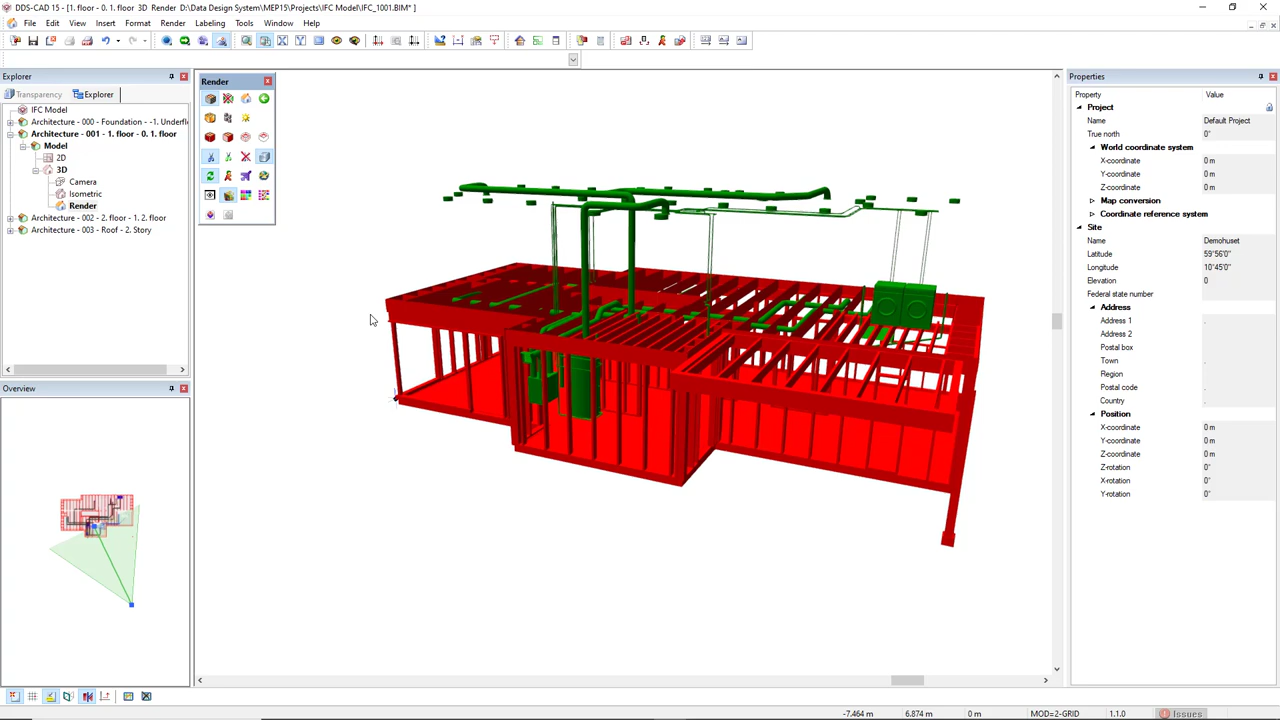 DDS-CAD 15 - [1. floor - 0. 1. floor 3D Render D:\Data Design System\MEP15\Projects\IFC Model\IFC_1001.BIM* ]
File Edit View Insert Format Render Labeling Tools Window Help
Explorer
Transparency Explorer
IFC Model
Architecture - 000 - Foundation - -1. Underfl
Architecture - 001 - 1. floor - 0. 1. floor
Model
2D
3D
Camera
Isometric
Render
Architecture - 002 - 2. floor - 1. 2. floor
Architecture - 003 - Roof - 2. Story
Overview
Render
Properties
Property Value
Project
Name Default Project
True north 0°
World coordinate system
X-coordinate 0 m
Y-coordinate 0 m
Z-coordinate 0 m
Map conversion
Coordinate reference system
Site
Name Demohuset
Latitude 59°56'0"
Longitude 10°45'0"
Elevation 0
Federal state number
Address
Address 1 .
Address 2
Postal box .
Town .
Region .
Postal code .
Country .
Position
X-coordinate 0 m
Y-coordinate 0 m
Z-coordinate 0 m
Z-rotation 0°
X-rotation 0°
Y-rotation 0°
-7.464 m 6.874 m 0 m MOD=2-GRID 1.1.0 Issues